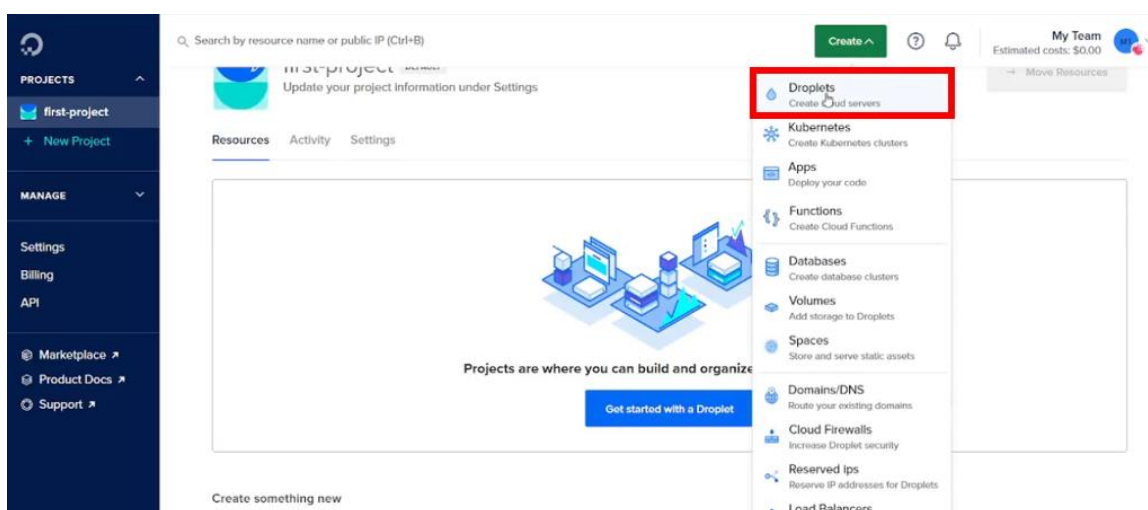 Search by resource name or public IP (Ctrl+B)
Create
My Team
Estimated costs: $0.00
PROJECTS
first-project
+ New Project
MANAGE
Settings
Billing
API
Marketplace
Product Docs
Support
first-project DEFAULT
Update your project information under Settings
→ Move Resources
Resources Activity Settings
Projects are where you can build and organize
Get started with a Droplet
Create something new
Droplets
Create Cloud servers
Kubernetes
Create Kubernetes clusters
Apps
Deploy your code
Functions
Create Cloud Functions
Databases
Create database clusters
Volumes
Add storage to Droplets
Spaces
Store and serve static assets
Domains/DNS
Route your existing domains
Cloud Firewalls
Increase Droplet security
Reserved ips
Reserve IP addresses for Droplets
Load Balancers